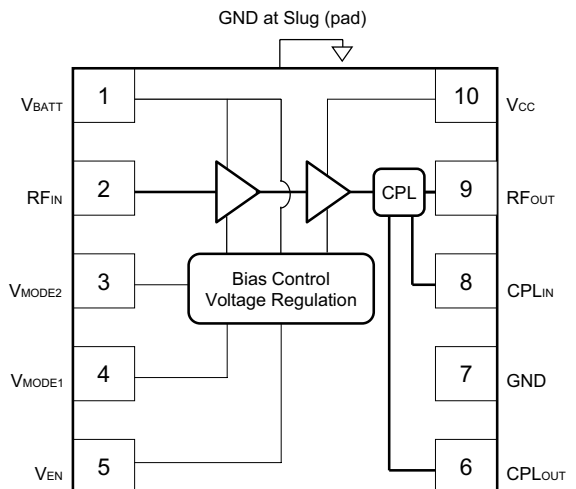 GND at Slug (pad)
VBATT 1 10 VCC
RFIN 2 CPL 9 RFOUT
VMODE2 3 Bias Control
Voltage Regulation 8 CPLIN
VMODE1 4 7 GND
VEN 5 6 CPLOUT